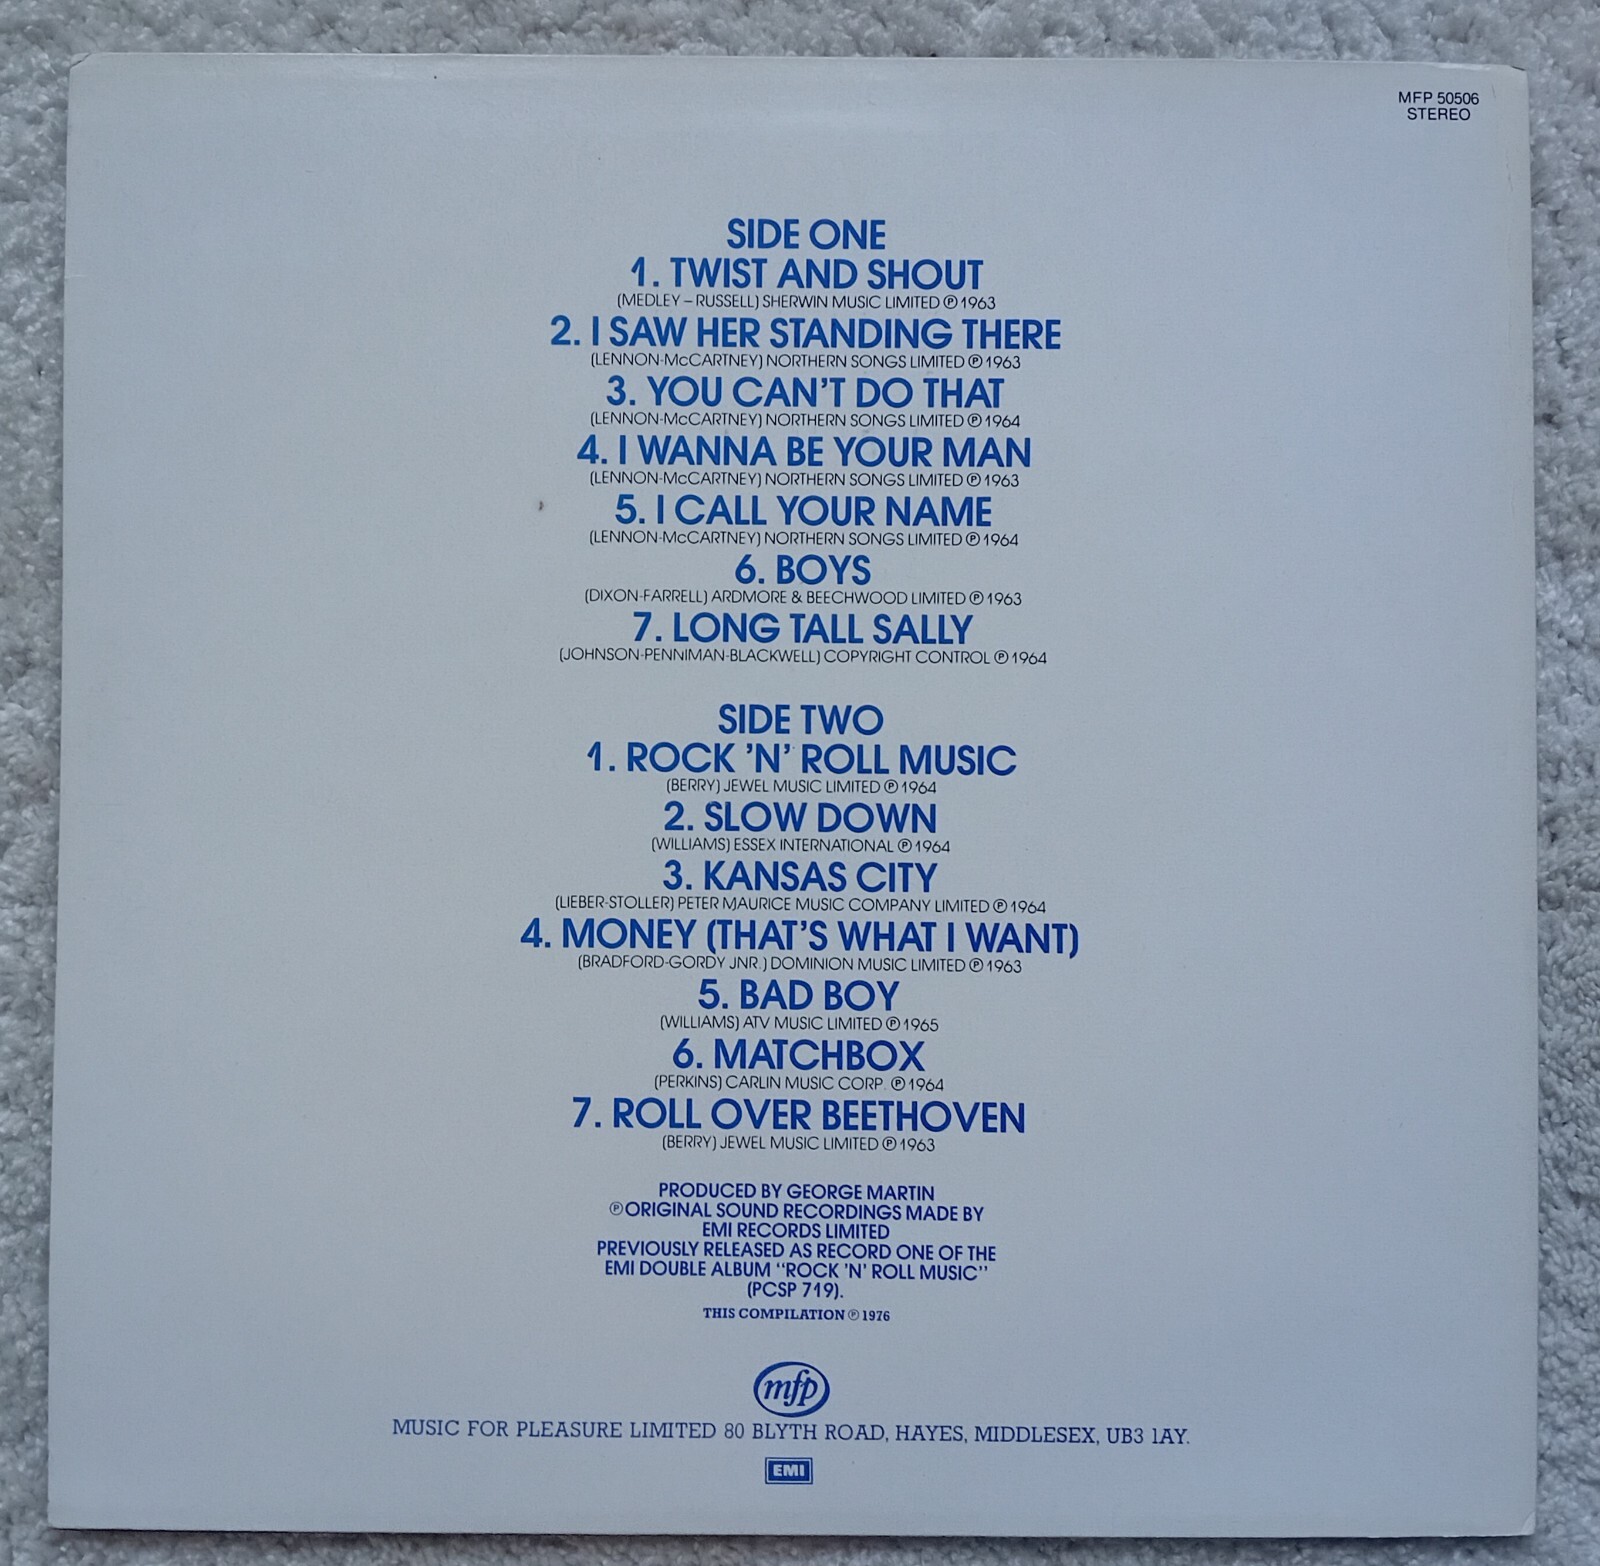 MFP 50506
STEREO
SIDE ONE
1. TWIST AND SHOUT
(MEDLEY – RUSSELL) SHERWIN MUSIC LIMITED ℗ 1963
2. I SAW HER STANDING THERE
(LENNON-McCARTNEY) NORTHERN SONGS LIMITED ℗ 1963
3. YOU CAN'T DO THAT
(LENNON-McCARTNEY) NORTHERN SONGS LIMITED ℗ 1964
4. I WANNA BE YOUR MAN
(LENNON-McCARTNEY) NORTHERN SONGS LIMITED ℗ 1963
5. I CALL YOUR NAME
(LENNON-McCARTNEY) NORTHERN SONGS LIMITED ℗ 1964
6. BOYS
(DIXON-FARRELL) ARDMORE & BEECHWOOD LIMITED ℗ 1963
7. LONG TALL SALLY
(JOHNSON-PENNIMAN-BLACKWELL) COPYRIGHT CONTROL ℗ 1964
SIDE TWO
1. ROCK 'N' ROLL MUSIC
(BERRY) JEWEL MUSIC LIMITED ℗ 1964
2. SLOW DOWN
(WILLIAMS) ESSEX INTERNATIONAL ℗ 1964
3. KANSAS CITY
(LIEBER-STOLLER) PETER MAURICE MUSIC COMPANY LIMITED ℗ 1964
4. MONEY (THAT'S WHAT I WANT)
(BRADFORD-GORDY JNR.) DOMINION MUSIC LIMITED ℗ 1963
5. BAD BOY
(WILLIAMS) ATV MUSIC LIMITED ℗ 1965
6. MATCHBOX
(PERKINS) CARLIN MUSIC CORP. ℗ 1964
7. ROLL OVER BEETHOVEN
(BERRY) JEWEL MUSIC LIMITED ℗ 1963
PRODUCED BY GEORGE MARTIN
℗ ORIGINAL SOUND RECORDINGS MADE BY
EMI RECORDS LIMITED
PREVIOUSLY RELEASED AS RECORD ONE OF THE
EMI DOUBLE ALBUM "ROCK 'N' ROLL MUSIC"
(PCSP 719).
THIS COMPILATION ℗ 1976
mfp
MUSIC FOR PLEASURE LIMITED 80 BLYTH ROAD, HAYES, MIDDLESEX, UB3 1AY.
EMI